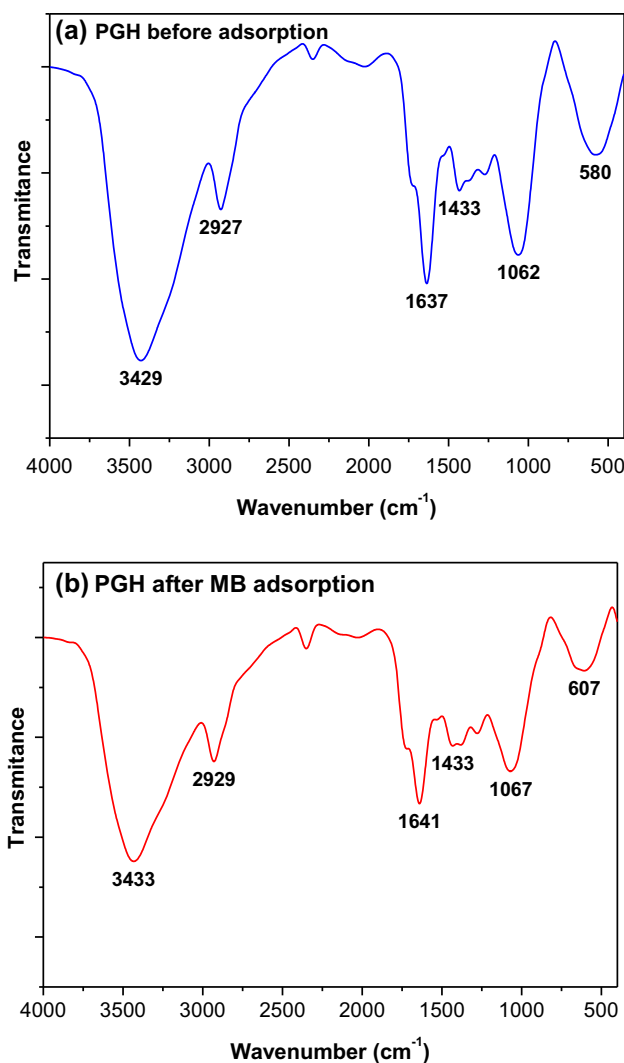 (a) PGH before adsorption
Transmitance
2927
580
1433
1062
1637
3429
4000 3500 3000 2500 2000 1500 1000 500
Wavenumber (cm⁻¹)
(b) PGH after MB adsorption
Transmitance
607
2929
1433
1067
1641
3433
4000 3500 3000 2500 2000 1500 1000 500
Wavenumber (cm⁻¹)